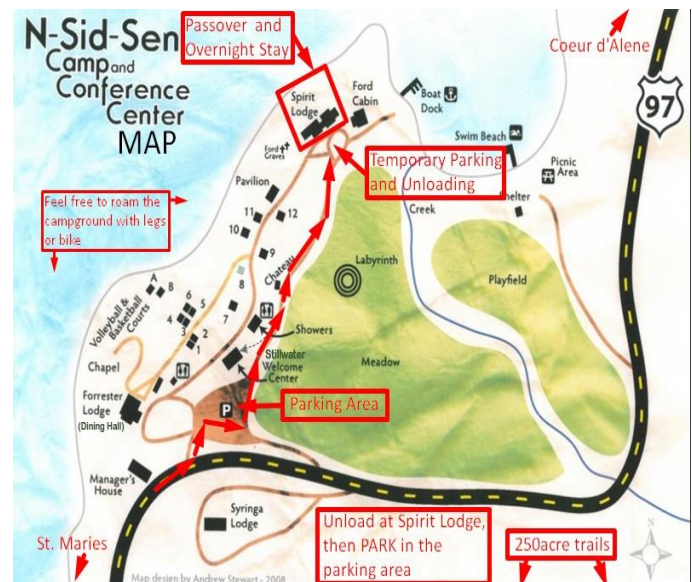 N-Sid-Sen
Camp and
Conference
Center
MAP
Passover and
Overnight Stay
Coeur d'Alene
97
Spirit
Lodge
Ford
Cabin
Boat
Dock
Ford
Graves
Swim Beach
Temporary Parking
and Unloading
Picnic
Area
Shelter
Pavilion
Creek
Feel free to roam the
campground with legs
or bike
11
12
10
9
Chateau
Labyrinth
Playfield
8
A
B
6
5
4
3
2
1
7
Volleyball &
Basketball
Courts
Showers
Stillwater
Welcome
Center
Meadow
Chapel
Forrester
Lodge
(Dining Hall)
P
Parking Area
Manager's
House
Syringa
Lodge
St. Maries
Unload at Spirit Lodge,
then PARK in the
parking area
250acre trails
Map design by Andrew Stewart - 2008